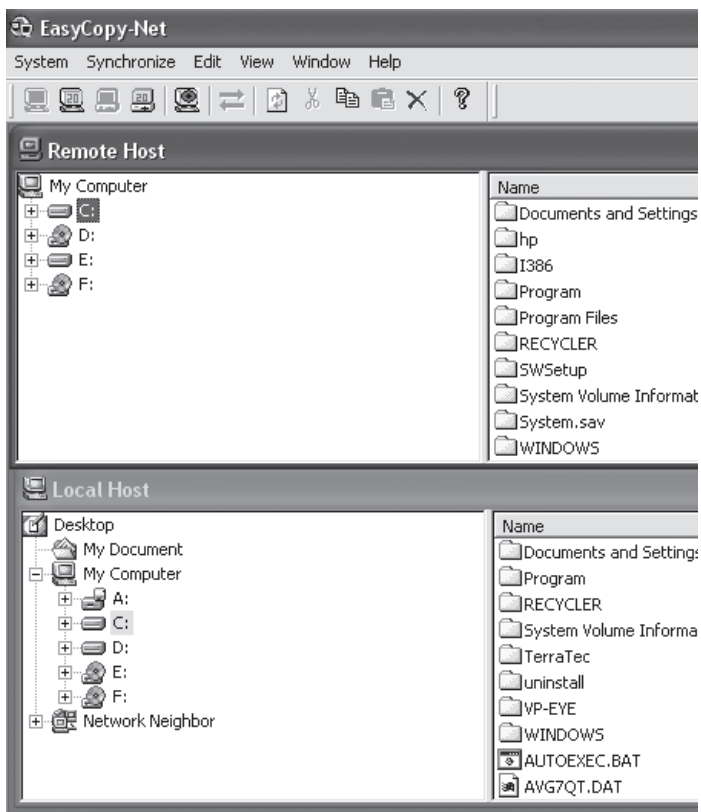 EasyCopy-Net
System Synchronize Edit View Window Help
Remote Host
My Computer
C:
D:
E:
F:
Name
Documents and Settings
hp
I386
Program
Program Files
RECYCLER
SWSetup
System Volume Informat
System.sav
WINDOWS
Local Host
Desktop
My Document
My Computer
A:
C:
D:
E:
F:
Network Neighbor
Name
Documents and Settings
Program
RECYCLER
System Volume Informa
TerraTec
uninstall
VP-EYE
WINDOWS
AUTOEXEC.BAT
AVG7QT.DAT